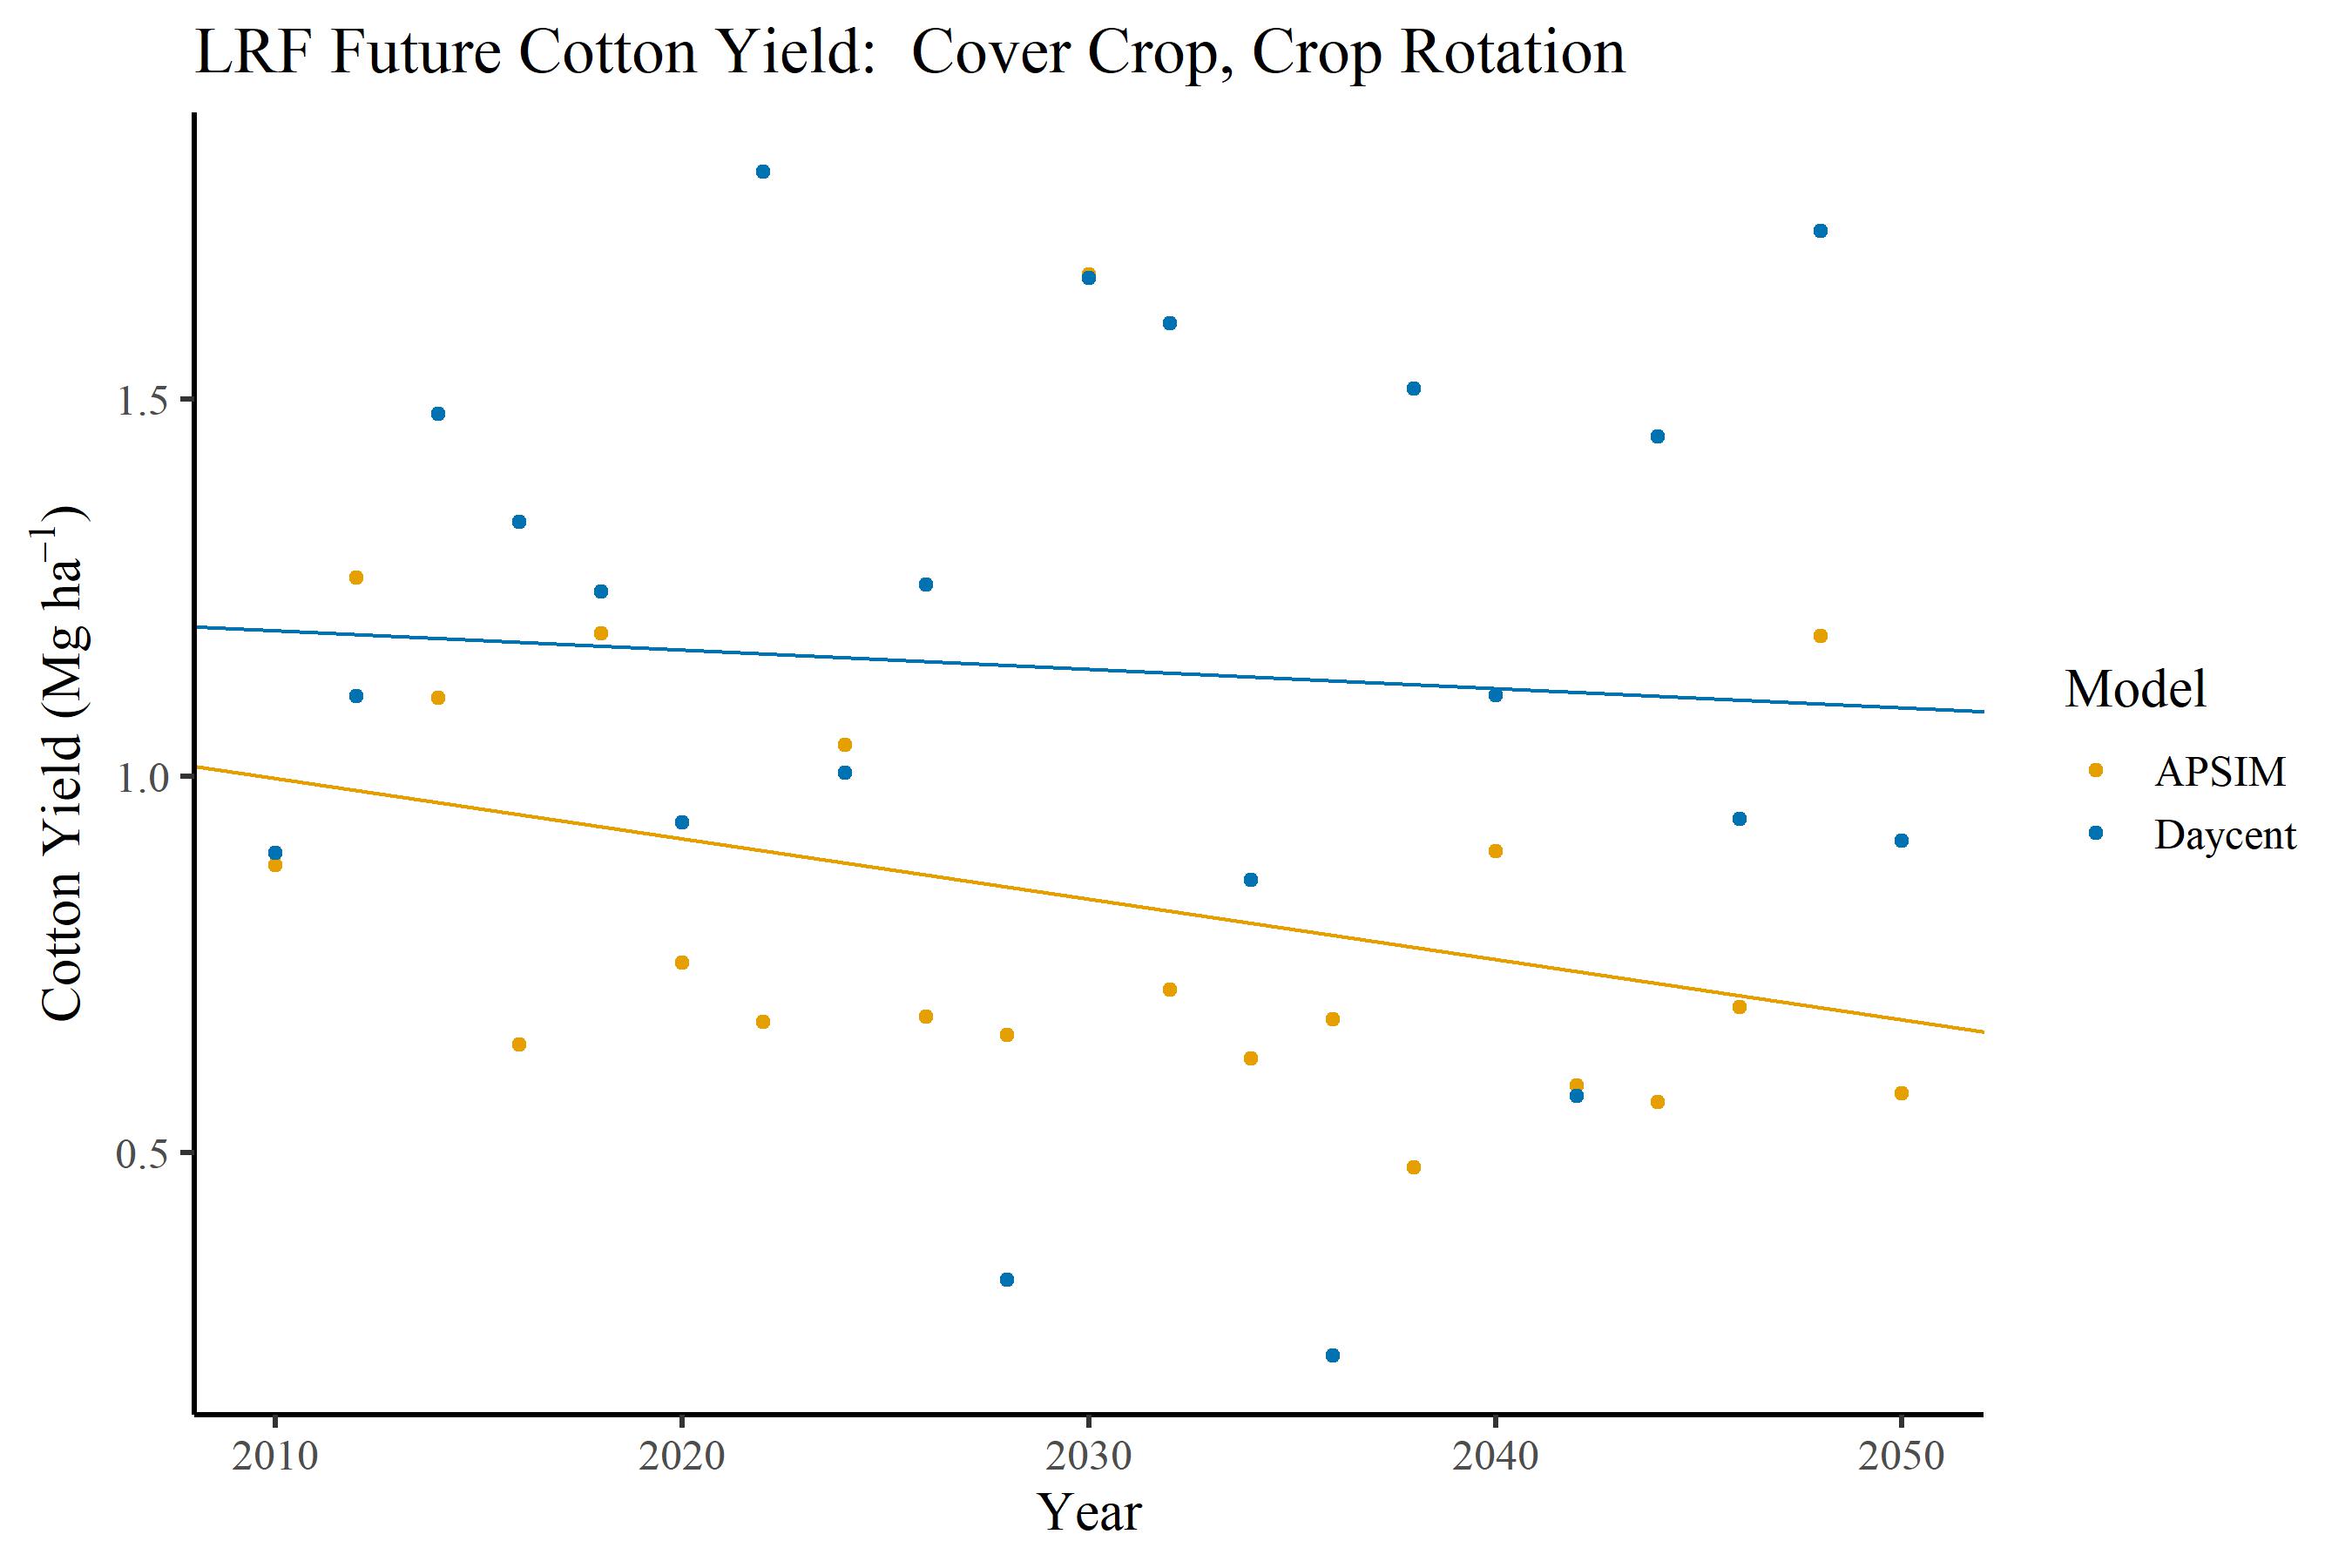 LRF Future Cotton Yield:  Cover Crop, Crop Rotation
Cotton Yield (Mg ha⁻¹)
1.5
1.0
0.5
2010 2020 2030 2040 2050
Year
Model
APSIM
Daycent